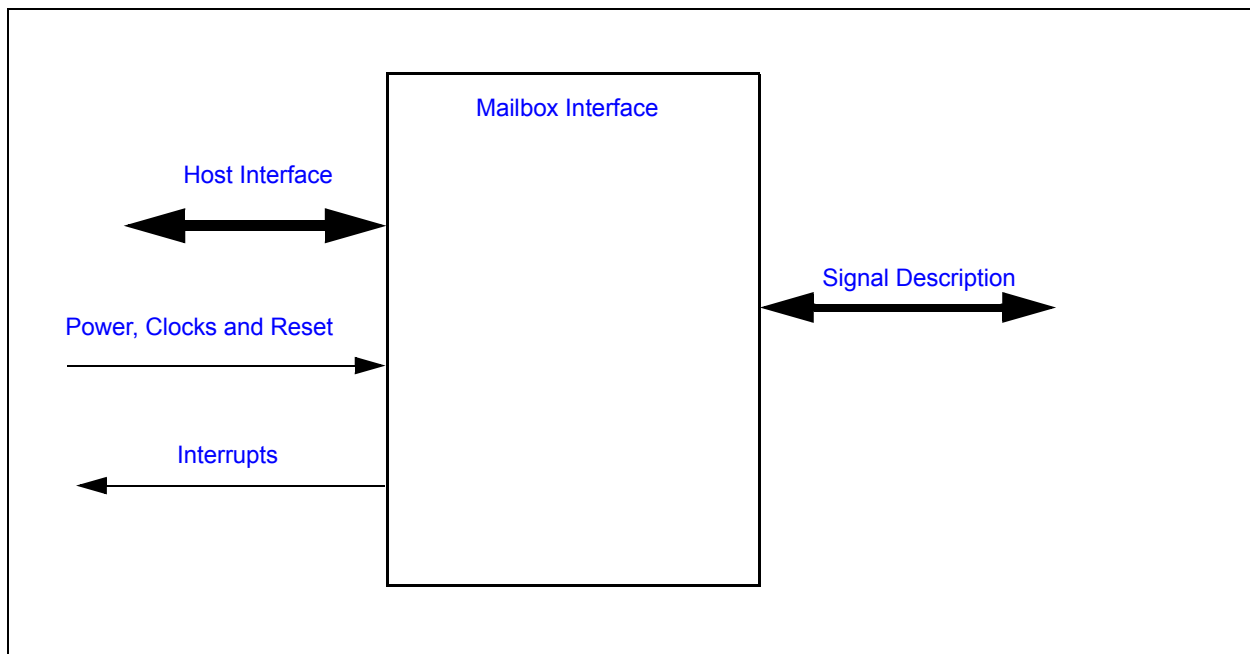 Mailbox Interface
Host Interface
Signal Description
Power, Clocks and Reset
Interrupts